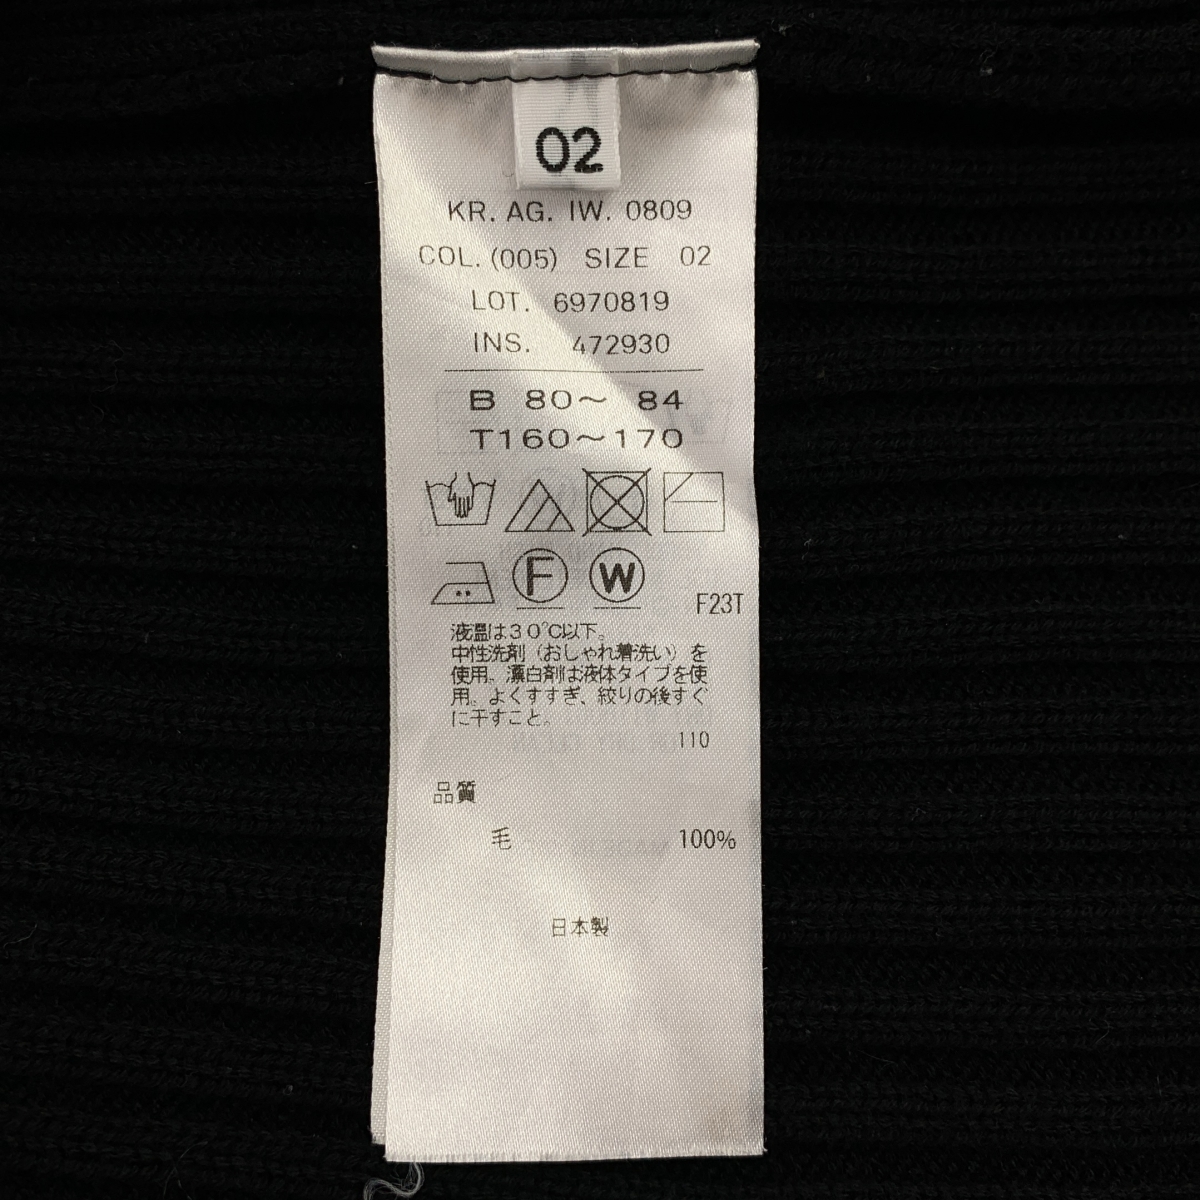 02
KR. AG. IW. 0809
COL. (005) SIZE 02
LOT. 6970819
INS. 472930
B 80～ 84
T160～170
F W
F23T
液温は30℃以下。
中性洗剤（おしゃれ着洗い）を
使用。漂白剤は液体タイプを使
用。よくすすぎ、絞りの後すぐ
に干すこと。
110
品質
毛 100%
日本製